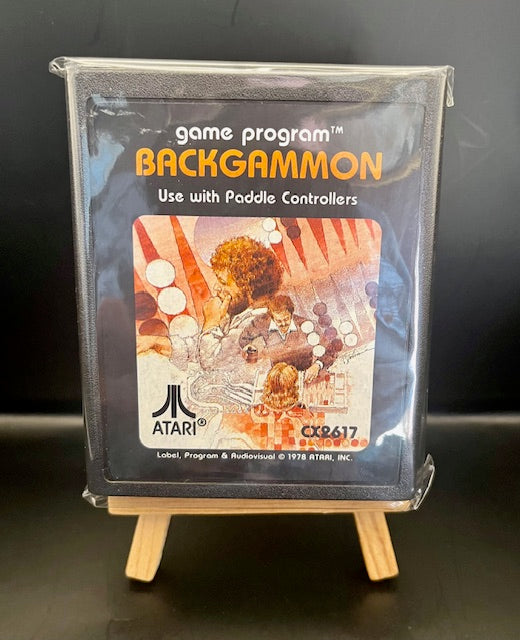 game program™
BACKGAMMON
Use with Paddle Controllers
ATARI®
CX2617
Label, Program & Audiovisual © 1978 ATARI, INC.